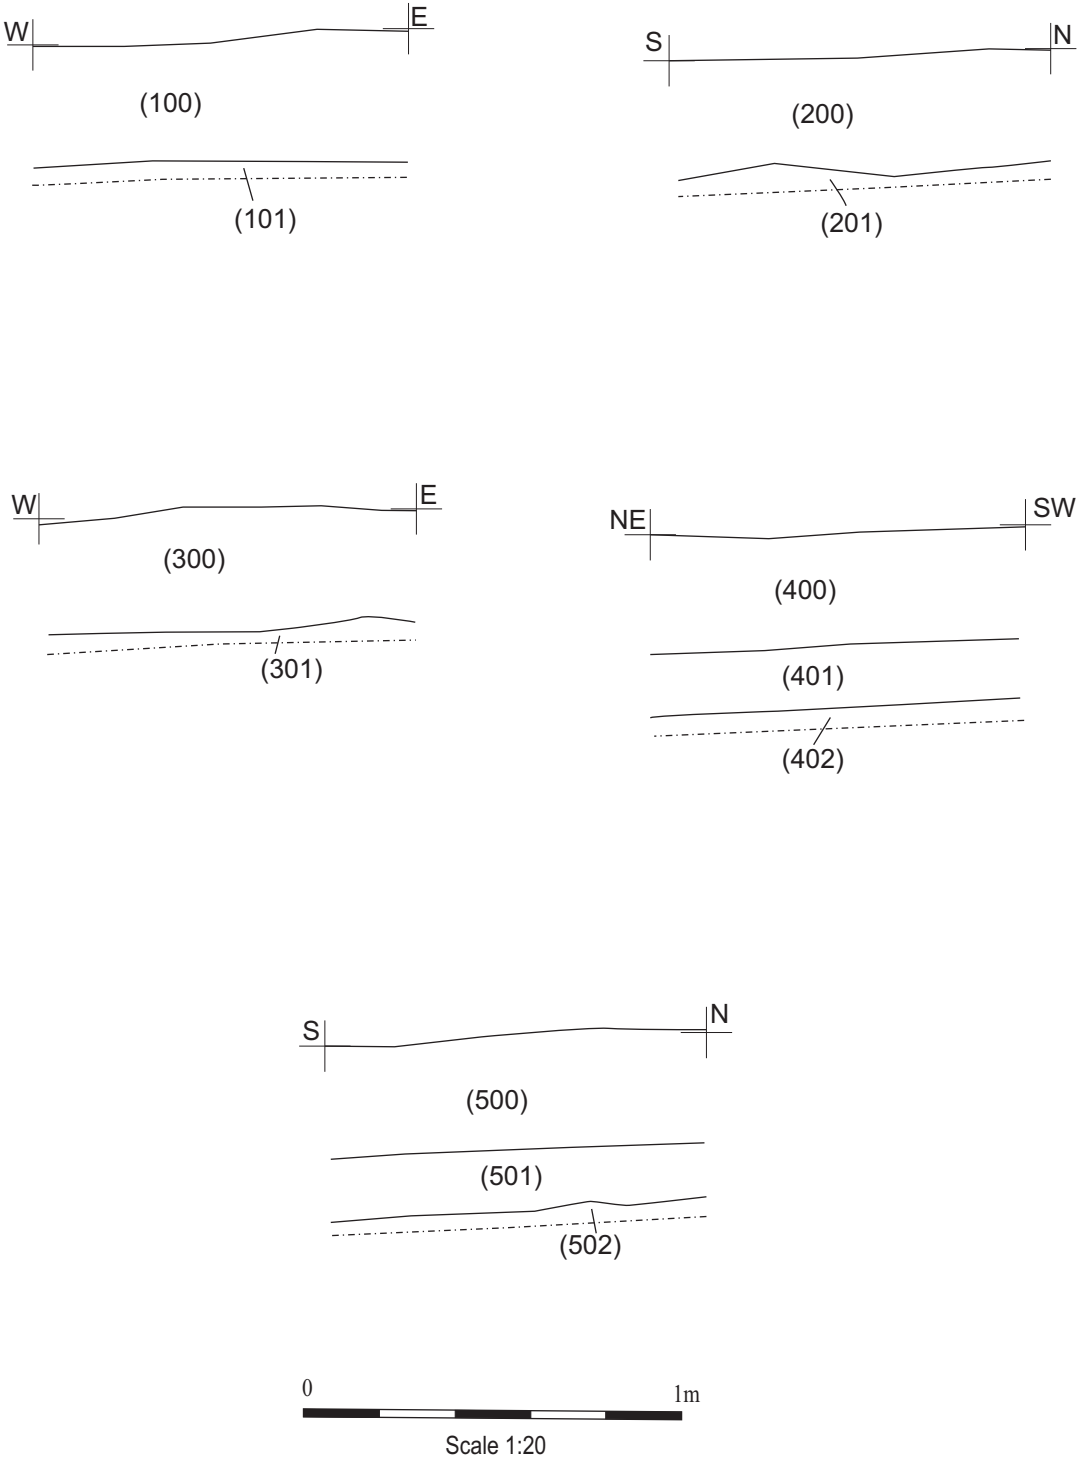 W E
(100)
(101)
S N
(200)
(201)
W E
(300)
(301)
NE SW
(400)
(401)
(402)
S N
(500)
(501)
(502)
0 1m
Scale 1:20